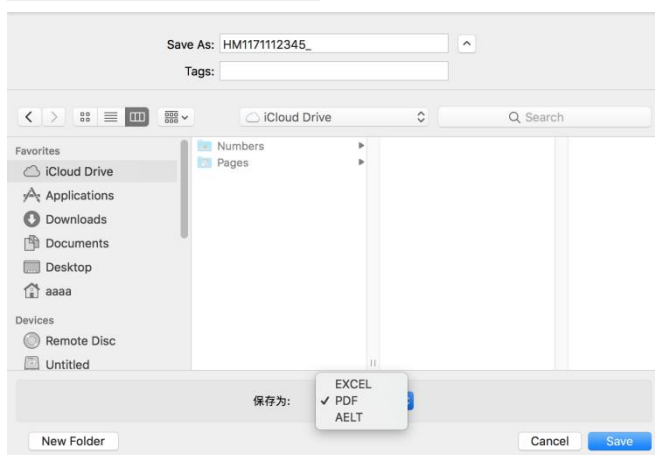 Save As: HM1171112345_
Tags:
iCloud Drive
Search
Favorites
iCloud Drive
Applications
Downloads
Documents
Desktop
aaaa
Devices
Remote Disc
Untitled
Numbers
Pages
保存为:
EXCEL
PDF
AELT
New Folder
Cancel
Save